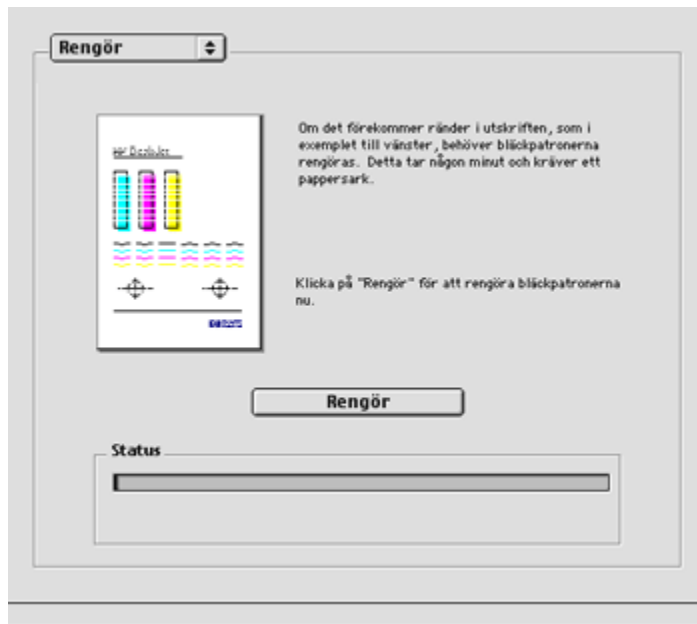 Rengör
Om det förekommer ränder i utskriften, som i
exemplet till vänster, behöver bläckpatronerna
rengöras. Detta tar någon minut och kräver ett
pappersark.
Klicka på "Rengör" för att rengöra bläckpatronerna
nu.
Rengör
Status